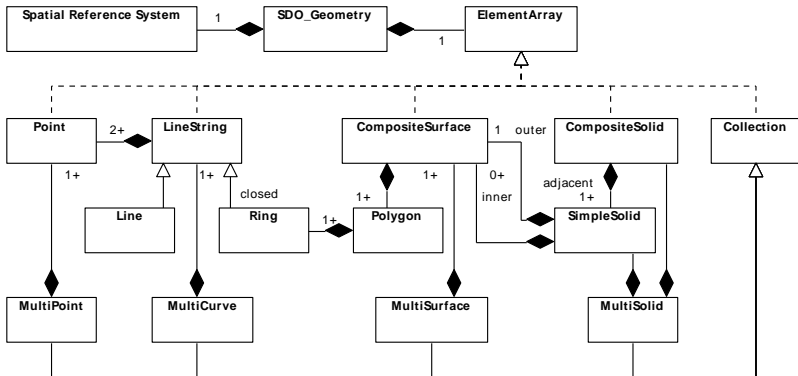 Spatial Reference System
1
SDO_Geometry
1
ElementArray
Point
2+
LineString
CompositeSurface
1 outer
CompositeSolid
Collection
1+
1+
1+
0+
inner
adjacent
closed
1+
1+
Line
Ring
1+
Polygon
SimpleSolid
MultiPoint
MultiCurve
MultiSurface
MultiSolid